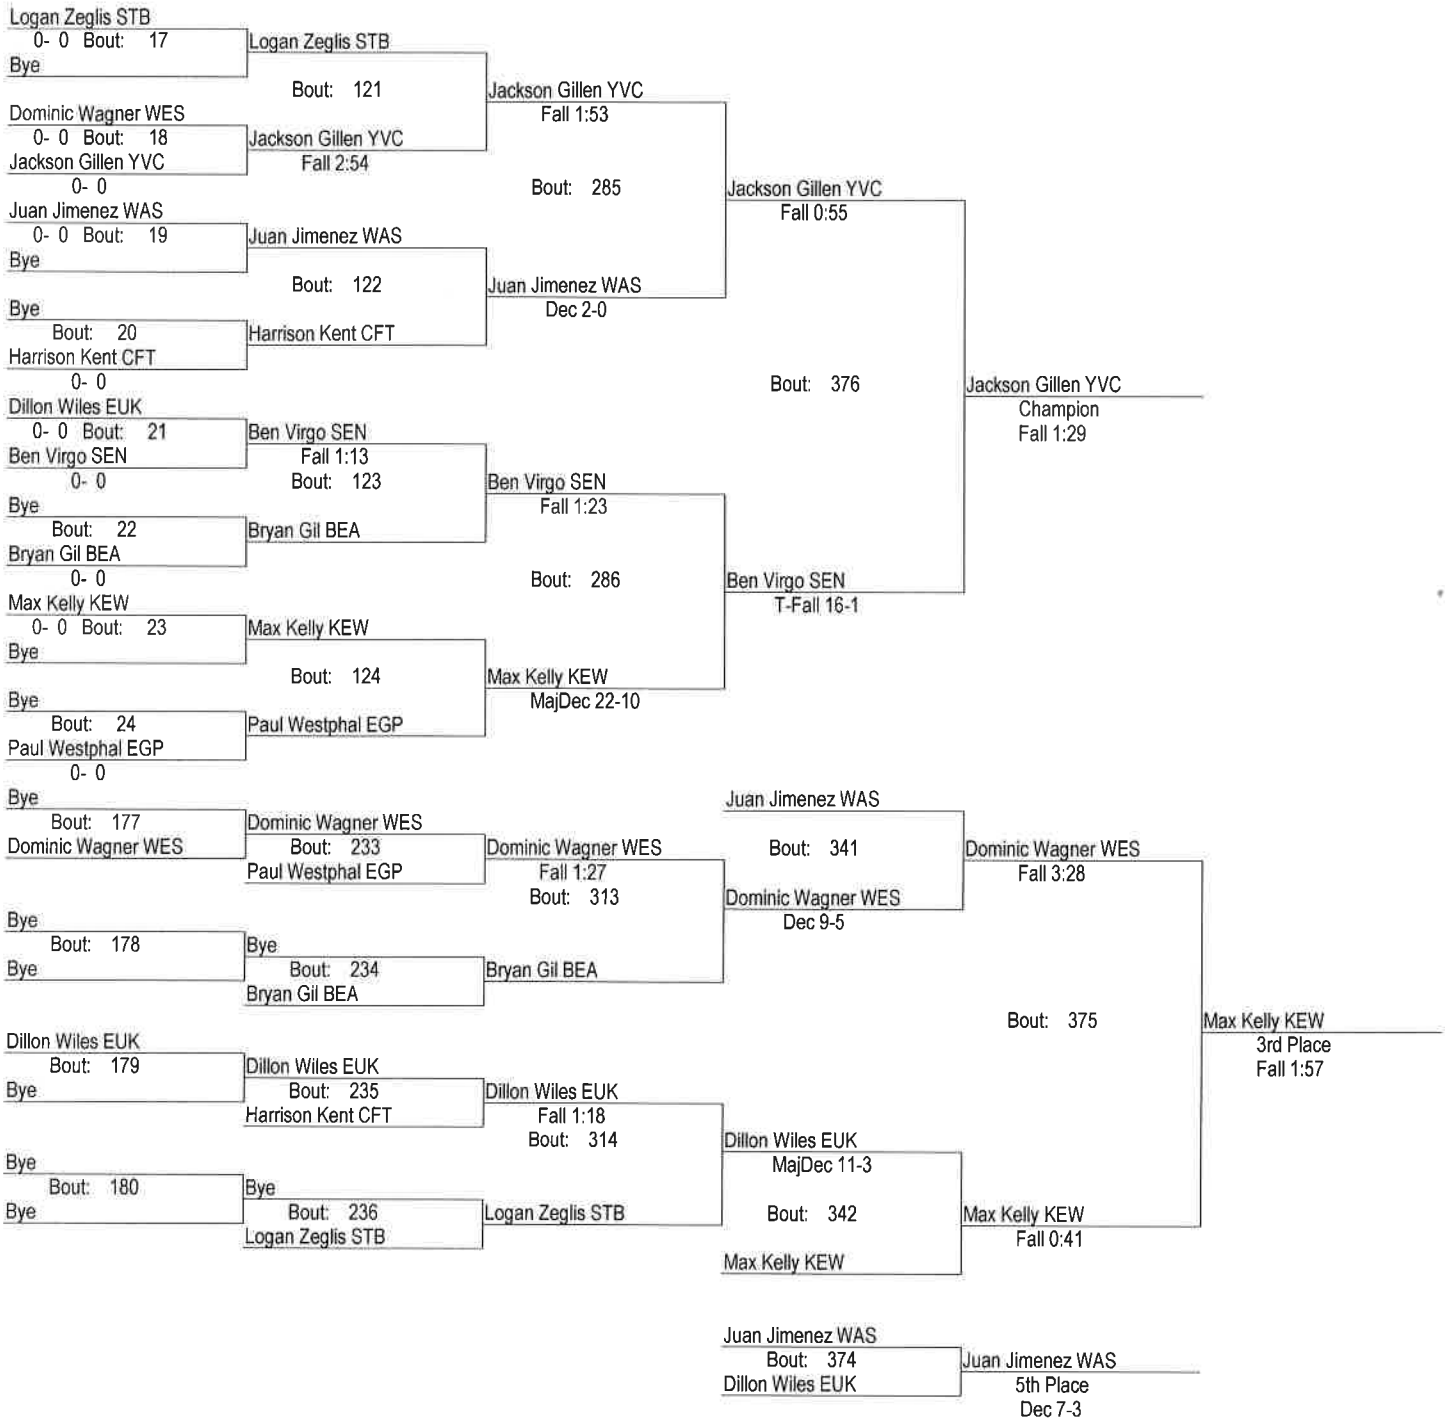 Logan Zeglis STB
0- 0 Bout: 17
Bye
Logan Zeglis STB
Bout: 121
Dominic Wagner WES
0- 0 Bout: 18
Jackson Gillen YVC
0- 0
Jackson Gillen YVC
Fall 2:54
Jackson Gillen YVC
Fall 1:53
Bout: 285
Juan Jimenez WAS
0- 0 Bout: 19
Bye
Juan Jimenez WAS
Bout: 122
Bye
Bout: 20
Harrison Kent CFT
0- 0
Harrison Kent CFT
Juan Jimenez WAS
Dec 2-0
Jackson Gillen YVC
Fall 0:55
Bout: 376
Jackson Gillen YVC
Champion
Fall 1:29
Dillon Wiles EUK
0- 0 Bout: 21
Ben Virgo SEN
0- 0
Ben Virgo SEN
Fall 1:13
Bout: 123
Bye
Bout: 22
Bryan Gil BEA
0- 0
Bryan Gil BEA
Ben Virgo SEN
Fall 1:23
Bout: 286
Max Kelly KEW
0- 0 Bout: 23
Bye
Max Kelly KEW
Bout: 124
Bye
Bout: 24
Paul Westphal EGP
0- 0
Paul Westphal EGP
Max Kelly KEW
MajDec 22-10
Ben Virgo SEN
T-Fall 16-1
Bye
Bout: 177
Dominic Wagner WES
Dominic Wagner WES
Bout: 233
Paul Westphal EGP
Dominic Wagner WES
Fall 1:27
Bout: 313
Bye
Bout: 178
Bye
Bye
Bout: 234
Bryan Gil BEA
Bryan Gil BEA
Juan Jimenez WAS
Bout: 341
Dominic Wagner WES
Dec 9-5
Dominic Wagner WES
Fall 3:28
Bout: 375
Max Kelly KEW
3rd Place
Fall 1:57
Dillon Wiles EUK
Bout: 179
Bye
Dillon Wiles EUK
Bout: 235
Harrison Kent CFT
Dillon Wiles EUK
Fall 1:18
Bout: 314
Bye
Bout: 180
Bye
Bye
Bout: 236
Logan Zeglis STB
Logan Zeglis STB
Dillon Wiles EUK
MajDec 11-3
Bout: 342
Max Kelly KEW
Max Kelly KEW
Fall 0:41
Juan Jimenez WAS
Bout: 374
Dillon Wiles EUK
Juan Jimenez WAS
5th Place
Dec 7-3